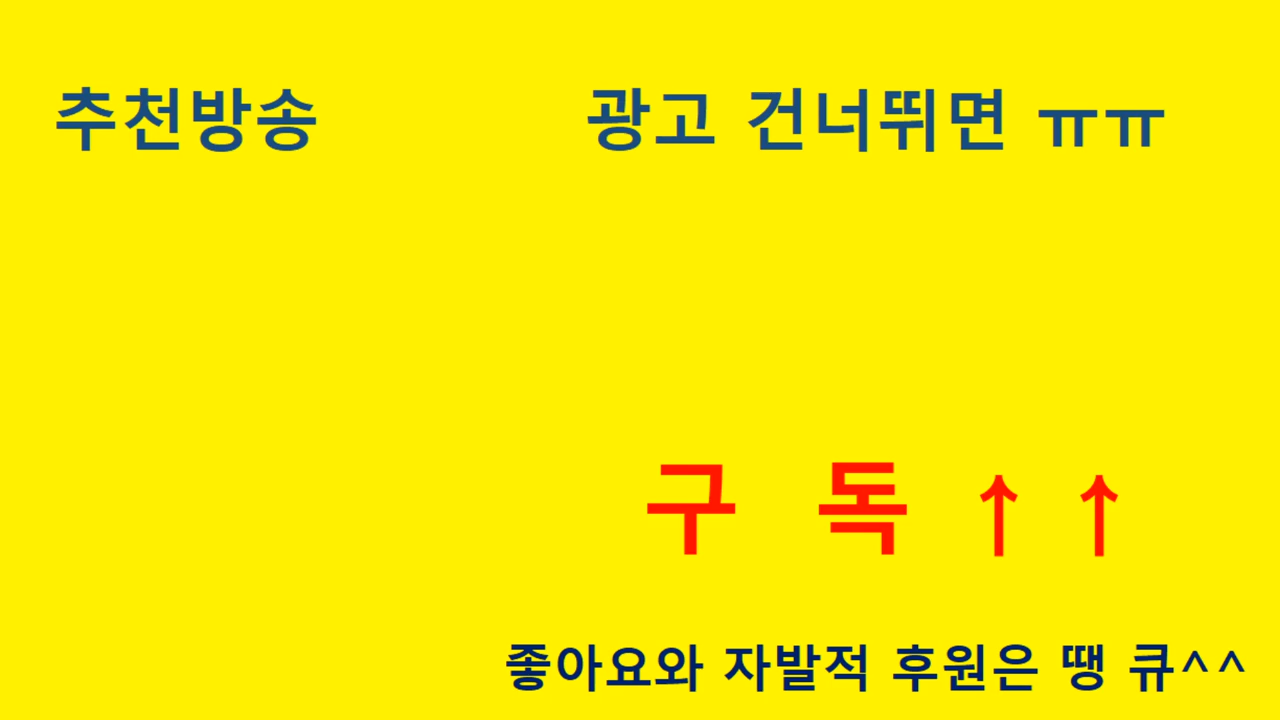 추천방송
광고 건너뛰면 ㅠㅠ
구 독 ↑ ↑
좋아요와 자발적 후원은 땡 큐^^